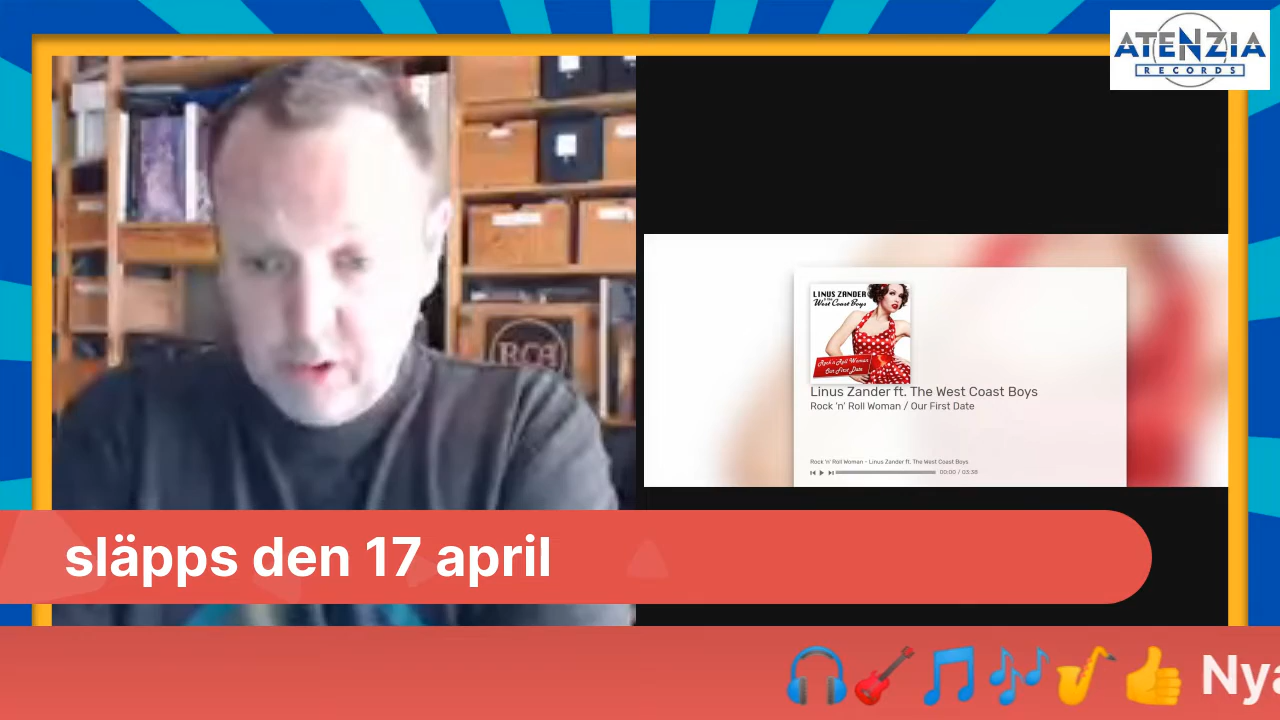 ATENZIA
RECORDS
RCA
LINUS ZANDER
West Coast Boys
Rock'n Roll Woman
Our First Date
Linus Zander ft. The West Coast Boys
Rock 'n' Roll Woman / Our First Date
Rock 'n' Roll Woman - Linus Zander ft. The West Coast Boys
00:00 / 03:38
släpps den 17 april
🎧🎸🎵🎶🎷👍 Nya